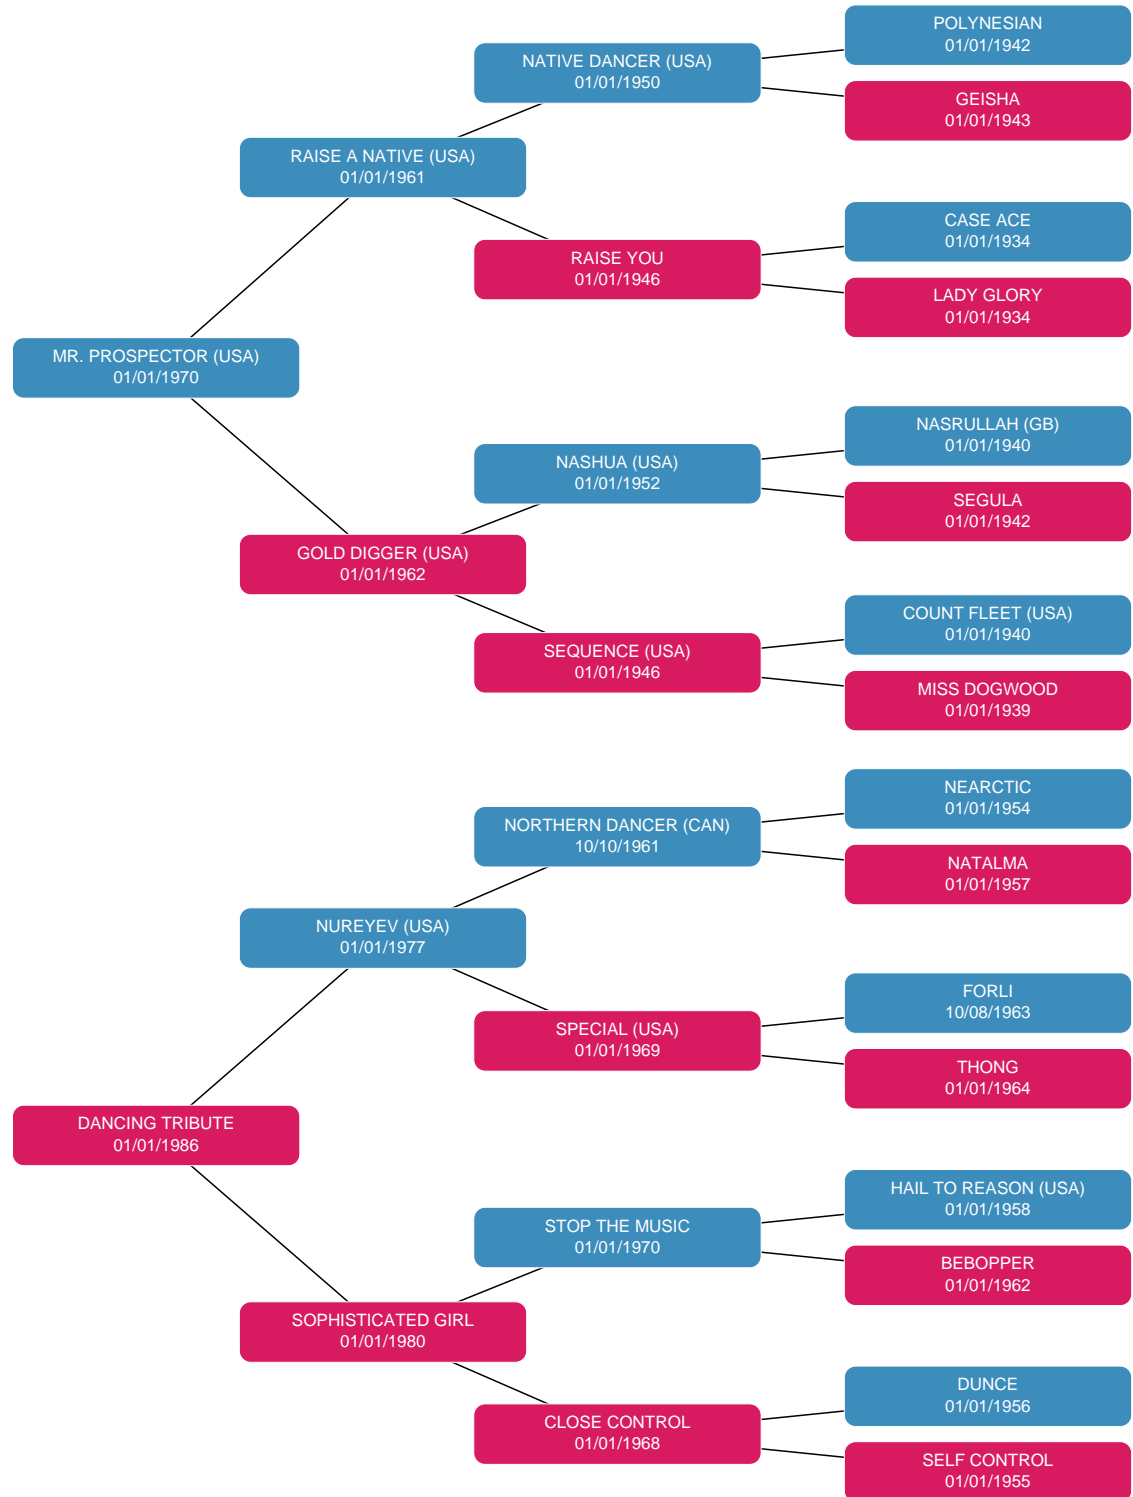 POLYNESIAN
01/01/1942
NATIVE DANCER (USA)
01/01/1950
GEISHA
01/01/1943
RAISE A NATIVE (USA)
01/01/1961
CASE ACE
01/01/1934
RAISE YOU
01/01/1946
LADY GLORY
01/01/1934
MR. PROSPECTOR (USA)
01/01/1970
NASRULLAH (GB)
01/01/1940
NASHUA (USA)
01/01/1952
SEGULA
01/01/1942
GOLD DIGGER (USA)
01/01/1962
COUNT FLEET (USA)
01/01/1940
SEQUENCE (USA)
01/01/1946
MISS DOGWOOD
01/01/1939
NEARCTIC
01/01/1954
NORTHERN DANCER (CAN)
10/10/1961
NATALMA
01/01/1957
NUREYEV (USA)
01/01/1977
FORLI
10/08/1963
SPECIAL (USA)
01/01/1969
THONG
01/01/1964
DANCING TRIBUTE
01/01/1986
HAIL TO REASON (USA)
01/01/1958
STOP THE MUSIC
01/01/1970
BEBOPPER
01/01/1962
SOPHISTICATED GIRL
01/01/1980
DUNCE
01/01/1956
CLOSE CONTROL
01/01/1968
SELF CONTROL
01/01/1955